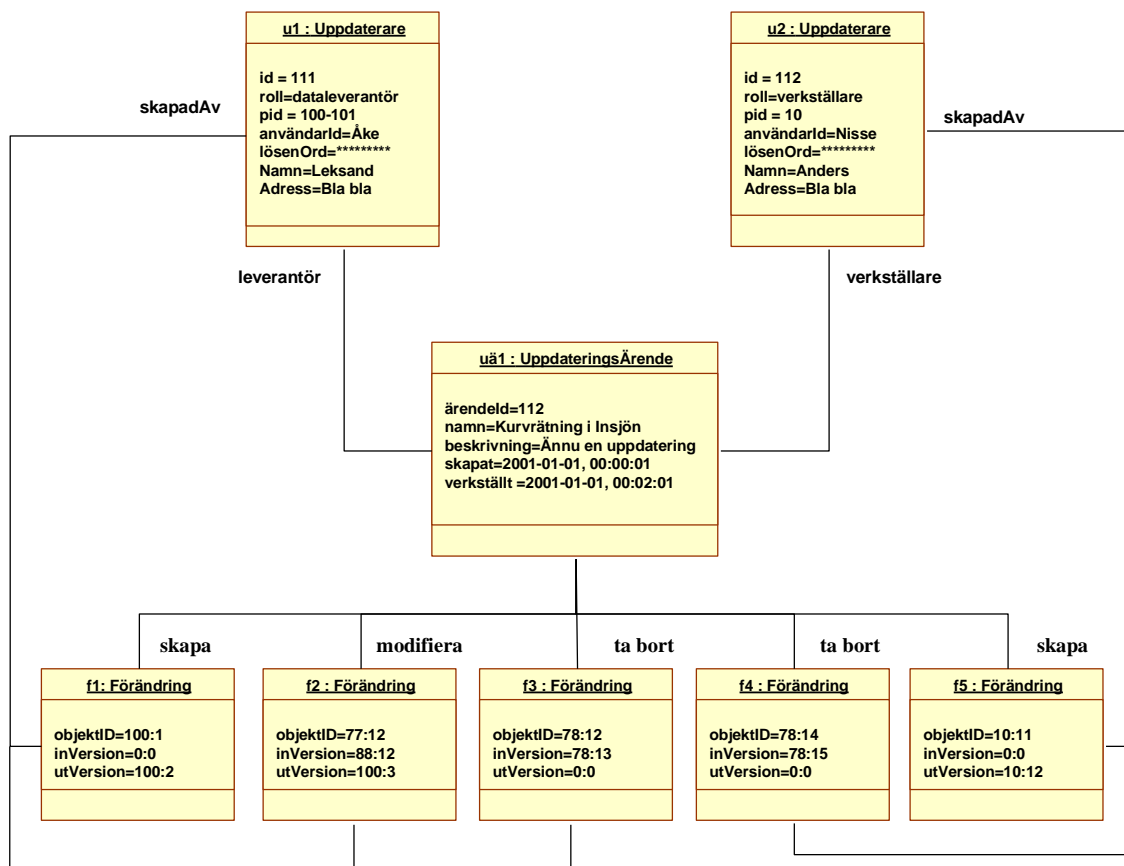 u1 : Uppdaterare
id = 111
roll=dataleverantör
pid = 100-101
användarId=Åke
lösenOrd=*********
Namn=Leksand
Adress=Bla bla
u2 : Uppdaterare
id = 112
roll=verkställare
pid = 10
användarId=Nisse
lösenOrd=*********
Namn=Anders
Adress=Bla bla
skapadAv
skapadAv
leverantör
verkställare
uä1 : UppdateringsÄrende
ärendeId=112
namn=Kurvrätning i Insjön
beskrivning=Ännu en uppdatering
skapat=2001-01-01, 00:00:01
verkställt =2001-01-01, 00:02:01
skapa
modifiera
ta bort
ta bort
skapa
f1: Förändring
objektID=100:1
inVersion=0:0
utVersion=100:2
f2 : Förändring
objektID=77:12
inVersion=88:12
utVersion=100:3
f3 : Förändring
objektID=78:12
inVersion=78:13
utVersion=0:0
f4 : Förändring
objektID=78:14
inVersion=78:15
utVersion=0:0
f5 : Förändring
objektID=10:11
inVersion=0:0
utVersion=10:12